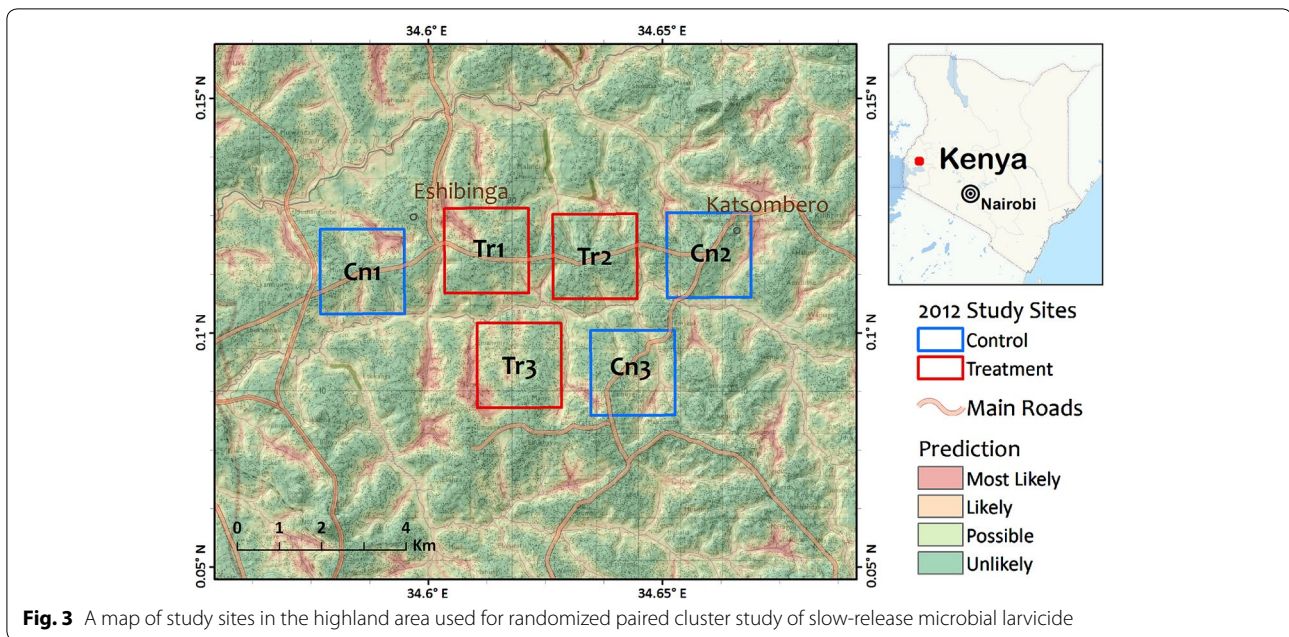 34.6° E
34.65° E
0.15° N
0.15° N
Eshibinga
Katsombero
Cn1
Tr1
Tr2
Cn2
0.1° N
0.1° N
Tr3
Cn3
0 1 2 4
Km
0.05° N
0.05° N
34.6° E
34.65° E
Kenya
Nairobi
2012 Study Sites
Control
Treatment
Main Roads
Prediction
Most Likely
Likely
Possible
Unlikely
Fig. 3 A map of study sites in the highland area used for randomized paired cluster study of slow-release microbial larvicide